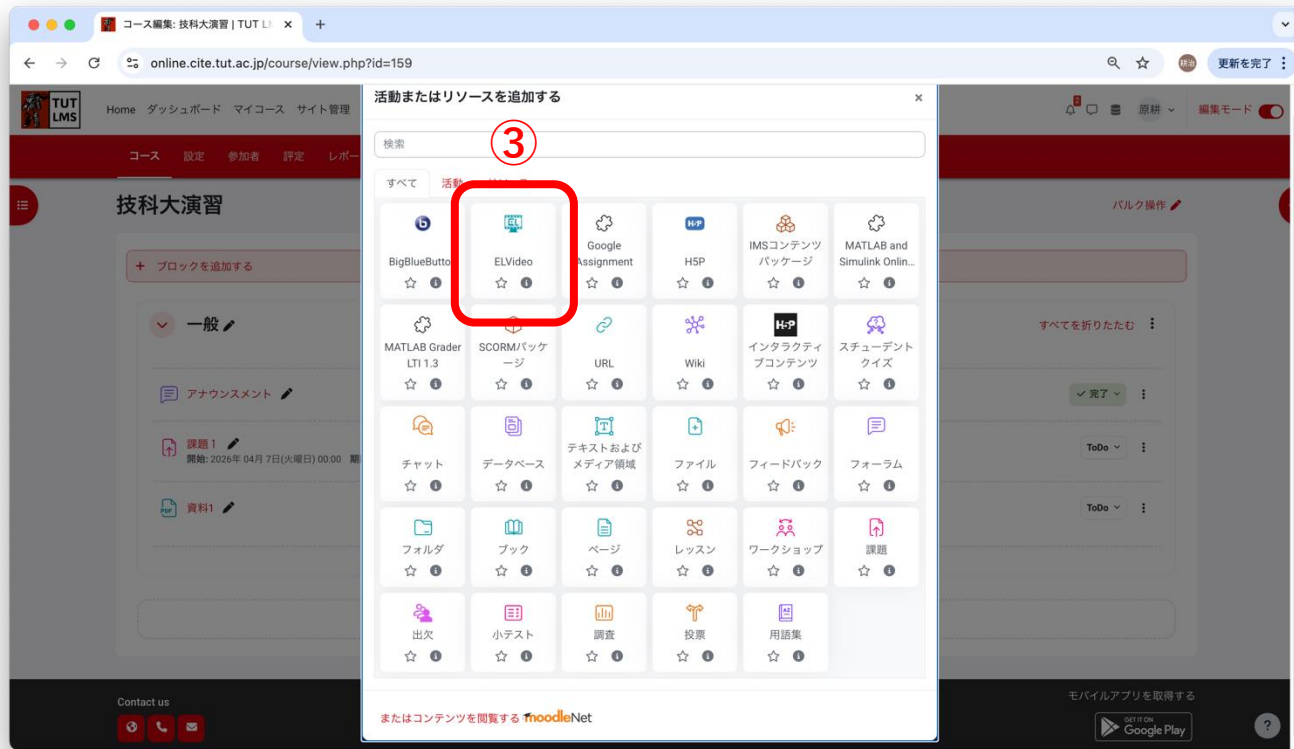 コース編集: 技科大演習 | TUT L
online.cite.tut.ac.jp/course/view.php?id=159
耕治
更新を完了
TUT LMS
Home ダッシュボード マイコース サイト管理
2
原耕
編集モード
コース 設定 参加者 評定 レポー
技科大演習
バルク操作
+ ブロックを追加する
一般
すべてを折りたたむ
アナウンスメント
✓ 完了
課題 1
開始: 2026年 04月 7日(火曜日) 00:00 期
ToDo
PDF
資料1
ToDo
活動またはリソースを追加する
×
検索
③
すべて 活動
BigBlueButto
EL
ELVideo
Google Assignment
H5P
H5P
IMSコンテンツパッケージ
MATLAB and Simulink Onlin...
MATLAB Grader LTI 1.3
SCORMパッケージ
URL
Wiki
H5P
インタラクティブコンテンツ
スチューデントクイズ
チャット
データベース
テキストおよびメディア領域
ファイル
フィードバック
フォーラム
フォルダ
ブック
ページ
レッスン
ワークショップ
課題
出欠
小テスト
調査
投票
用語集
またはコンテンツを閲覧する moodleNet
Contact us
モバイルアプリを取得する
GET IT ON
Google Play
?